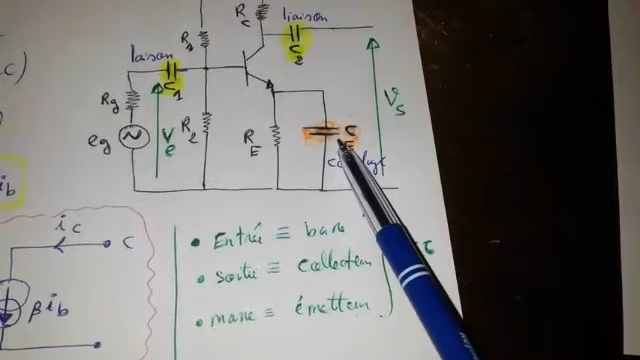 Rc
liaison
C2
R1
liaison
C)
C1
Rg
Ve
Vs
R2
RE
CE
eg
ib
ic
C
• Entrée ≡ base
• sortie ≡ collecteur
βib
• masse ≡ émetteur